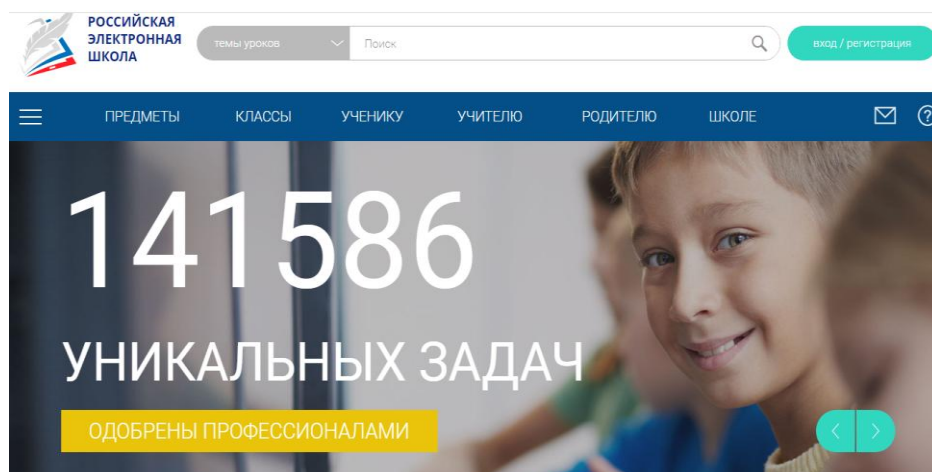 РОССИЙСКАЯ
ЭЛЕКТРОННАЯ
ШКОЛА
темы уроков
Поиск
вход / регистрация
ПРЕДМЕТЫ КЛАССЫ УЧЕНИКУ УЧИТЕЛЮ РОДИТЕЛЮ ШКОЛЕ
141586
УНИКАЛЬНЫХ ЗАДАЧ
ОДОБРЕНЫ ПРОФЕССИОНАЛАМИ